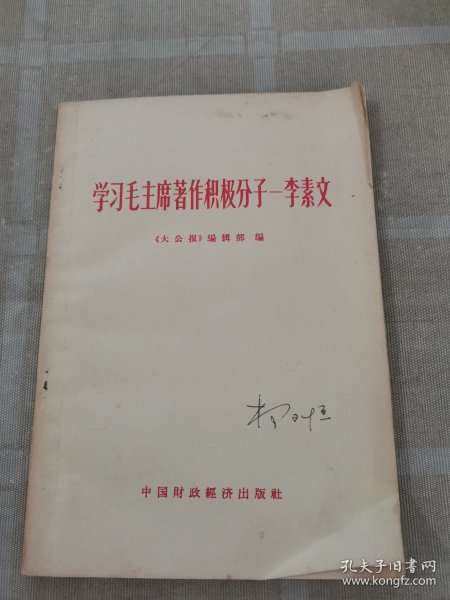 学习毛主席著作积极分子—李素文
《大公报》编辑部 编
中国财政經济出版社
孔夫子旧书网
www.kongfz.com